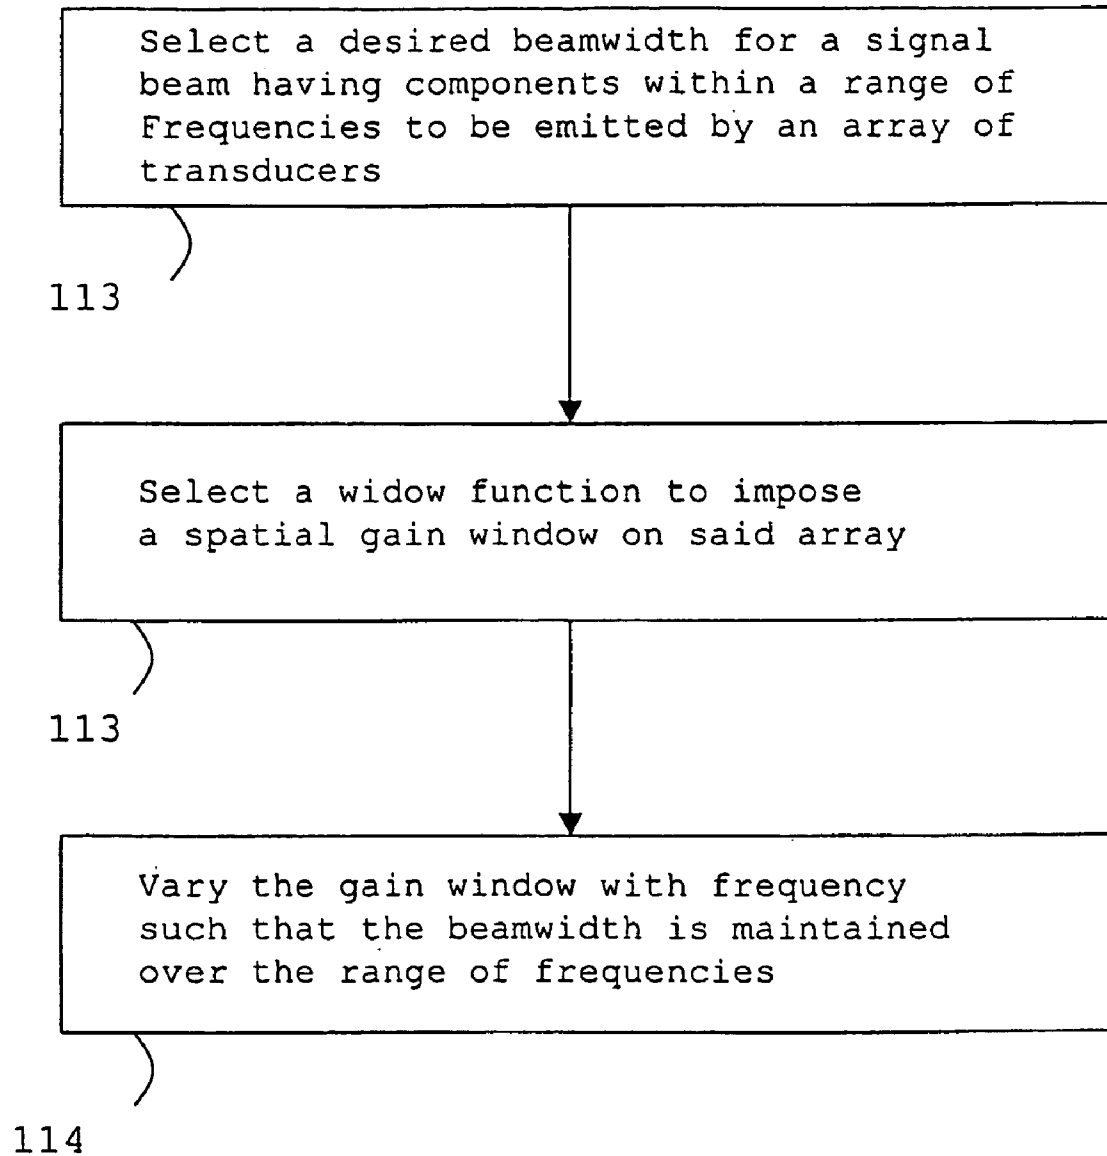 Select a desired beamwidth for a signal
beam having components within a range of
Frequencies to be emitted by an array of
transducers
113
Select a widow function to impose
a spatial gain window on said array
113
Vary the gain window with frequency
such that the beamwidth is maintained
over the range of frequencies
114